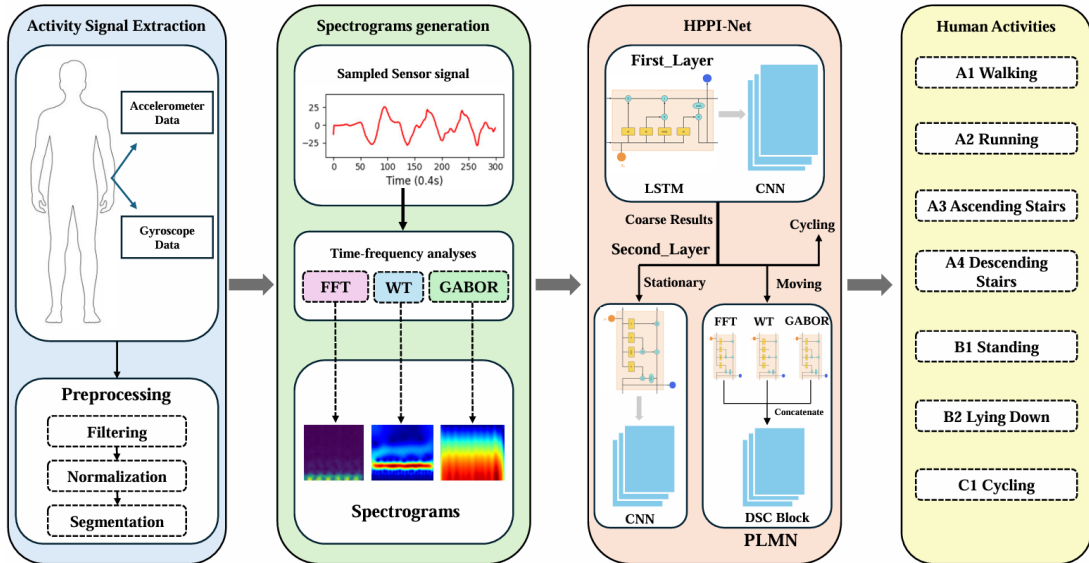 Activity Signal Extraction
Accelerometer
Data
Gyroscope
Data
Preprocessing
Filtering
Normalization
Segmentation
Spectrograms generation
Sampled Sensor signal
25
0
−25
0 50 100 150 200 250 300
Time (0.4s)
Time-frequency analyses
FFT WT GABOR
Spectrograms
HPPI-Net
First_Layer
LSTM CNN
Coarse Results
Cycling
Second_Layer
Stationary Moving
FFT WT GABOR
Concatenate
CNN DSC Block
PLMN
Human Activities
A1 Walking
A2 Running
A3 Ascending Stairs
A4 Descending
Stairs
B1 Standing
B2 Lying Down
C1 Cycling